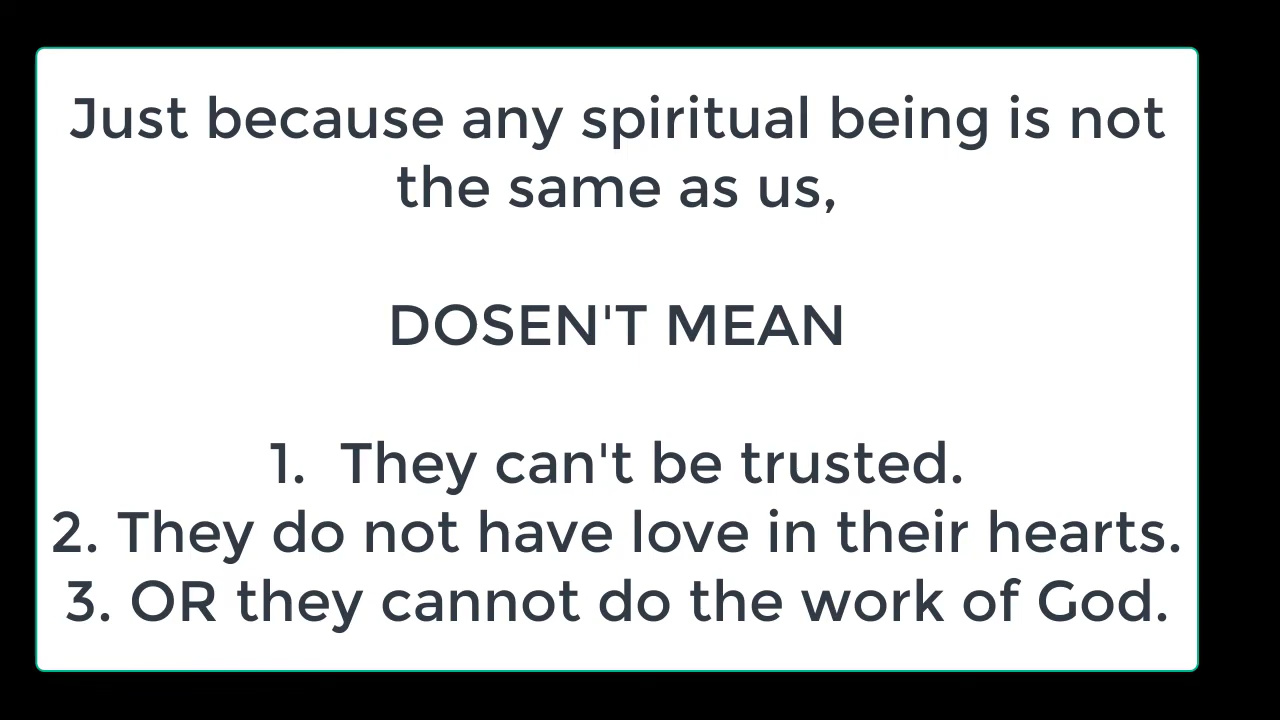 Just because any spiritual being is not
the same as us,
DOSEN'T MEAN
1. They can't be trusted.
2. They do not have love in their hearts.
3. OR they cannot do the work of God.